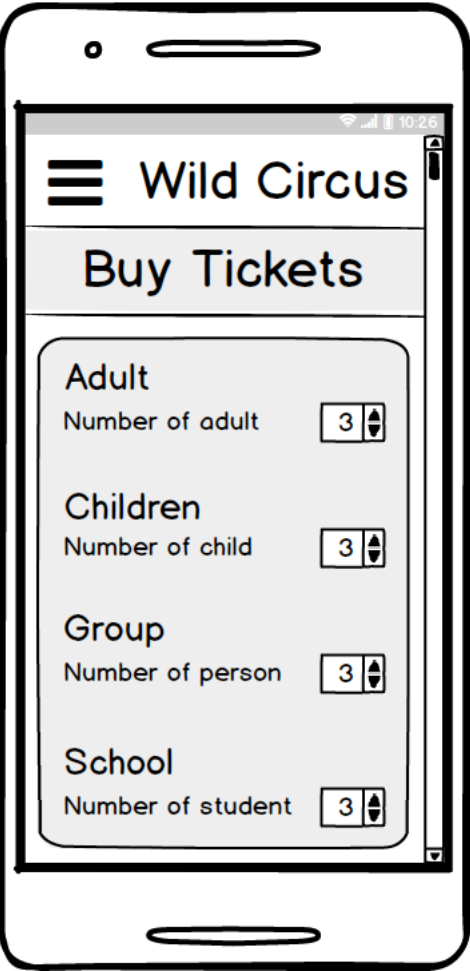 10:26
Wild Circus
Buy Tickets
Adult
Number of adult 3
Children
Number of child 3
Group
Number of person 3
School
Number of student 3